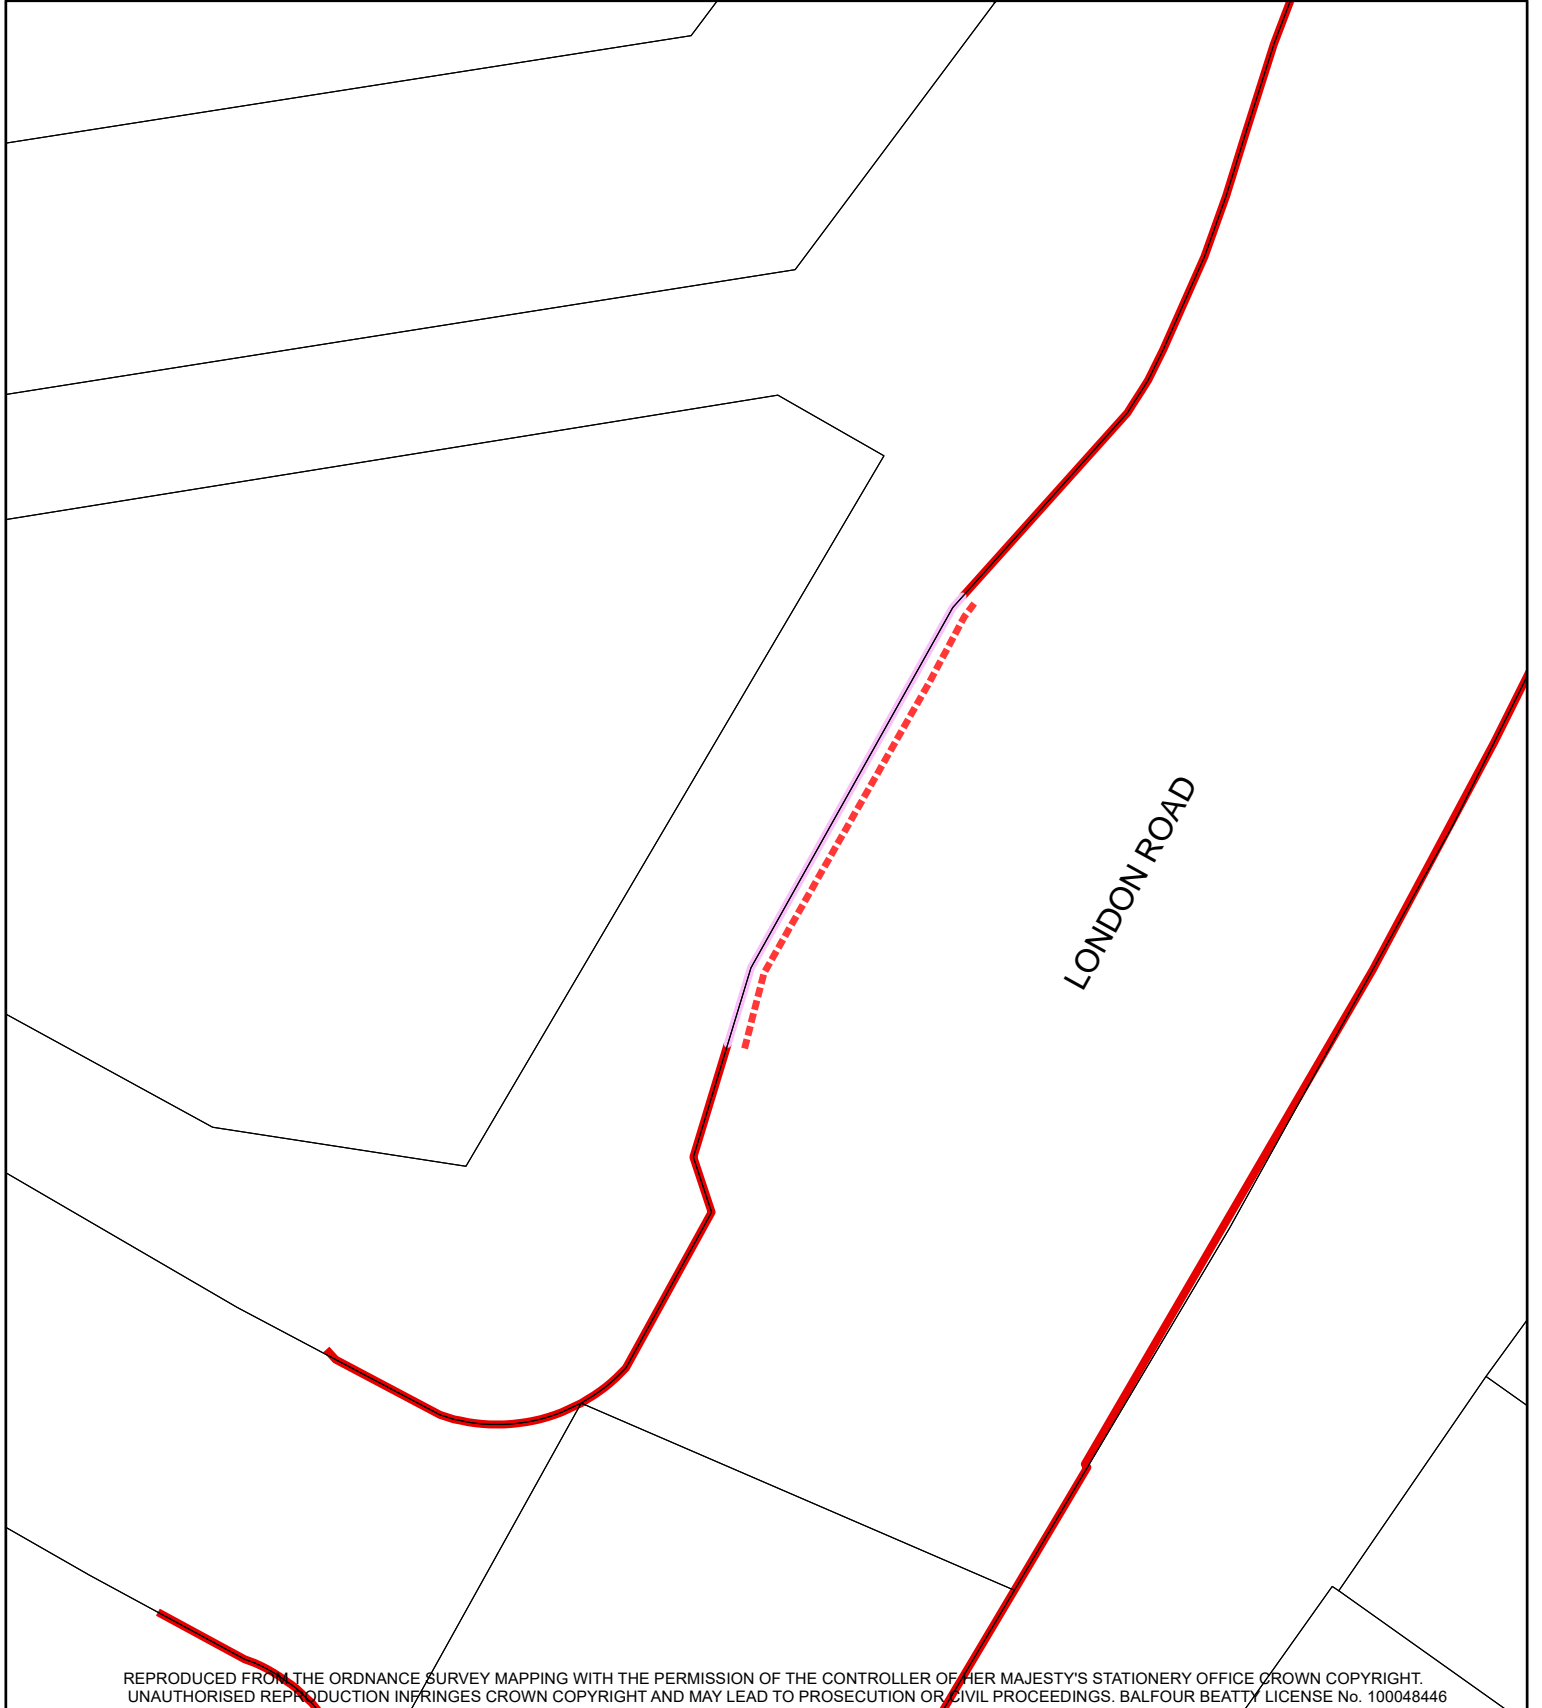 LONDON ROAD
REPRODUCED FROM THE ORDNANCE SURVEY MAPPING WITH THE PERMISSION OF THE CONTROLLER OF HER MAJESTY'S STATIONERY OFFICE CROWN COPYRIGHT.
UNAUTHORISED REPRODUCTION INFRINGES CROWN COPYRIGHT AND MAY LEAD TO PROSECUTION OR CIVIL PROCEEDINGS. BALFOUR BEATTY LICENSE No. 100048446